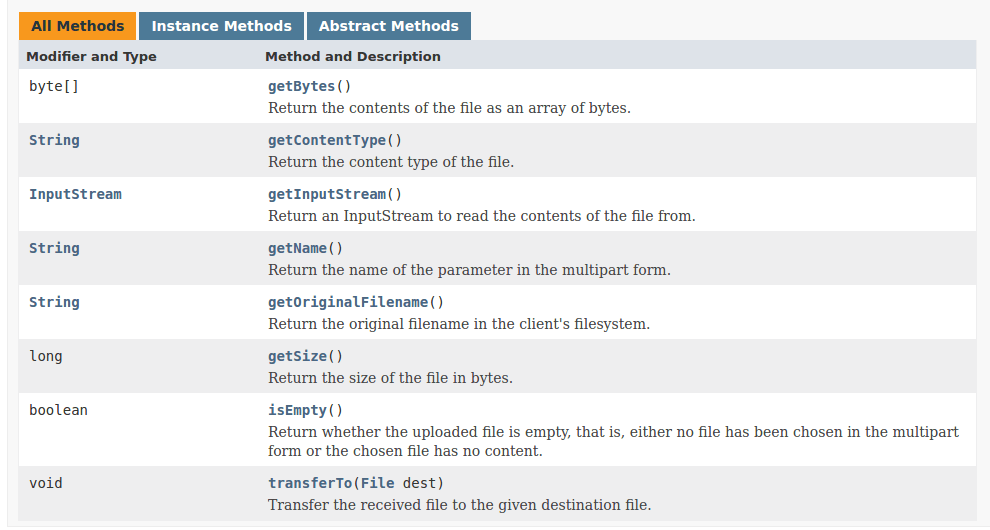 All Methods Instance Methods Abstract Methods
Modifier and Type Method and Description
byte[] getBytes()
Return the contents of the file as an array of bytes.
String getContentType()
Return the content type of the file.
InputStream getInputStream()
Return an InputStream to read the contents of the file from.
String getName()
Return the name of the parameter in the multipart form.
String getOriginalFilename()
Return the original filename in the client's filesystem.
long getSize()
Return the size of the file in bytes.
boolean isEmpty()
Return whether the uploaded file is empty, that is, either no file has been chosen in the multipart
form or the chosen file has no content.
void transferTo(File dest)
Transfer the received file to the given destination file.